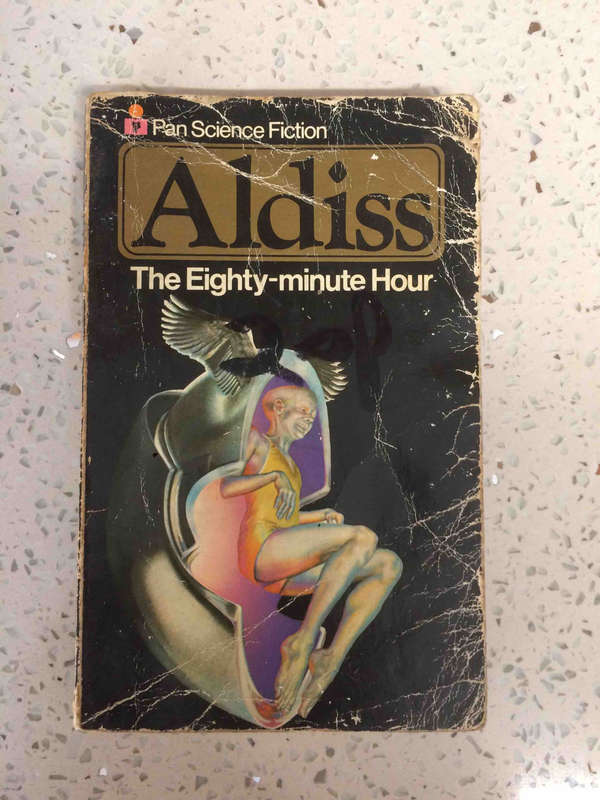 Pan Science Fiction
Aldiss
The Eighty-minute Hour